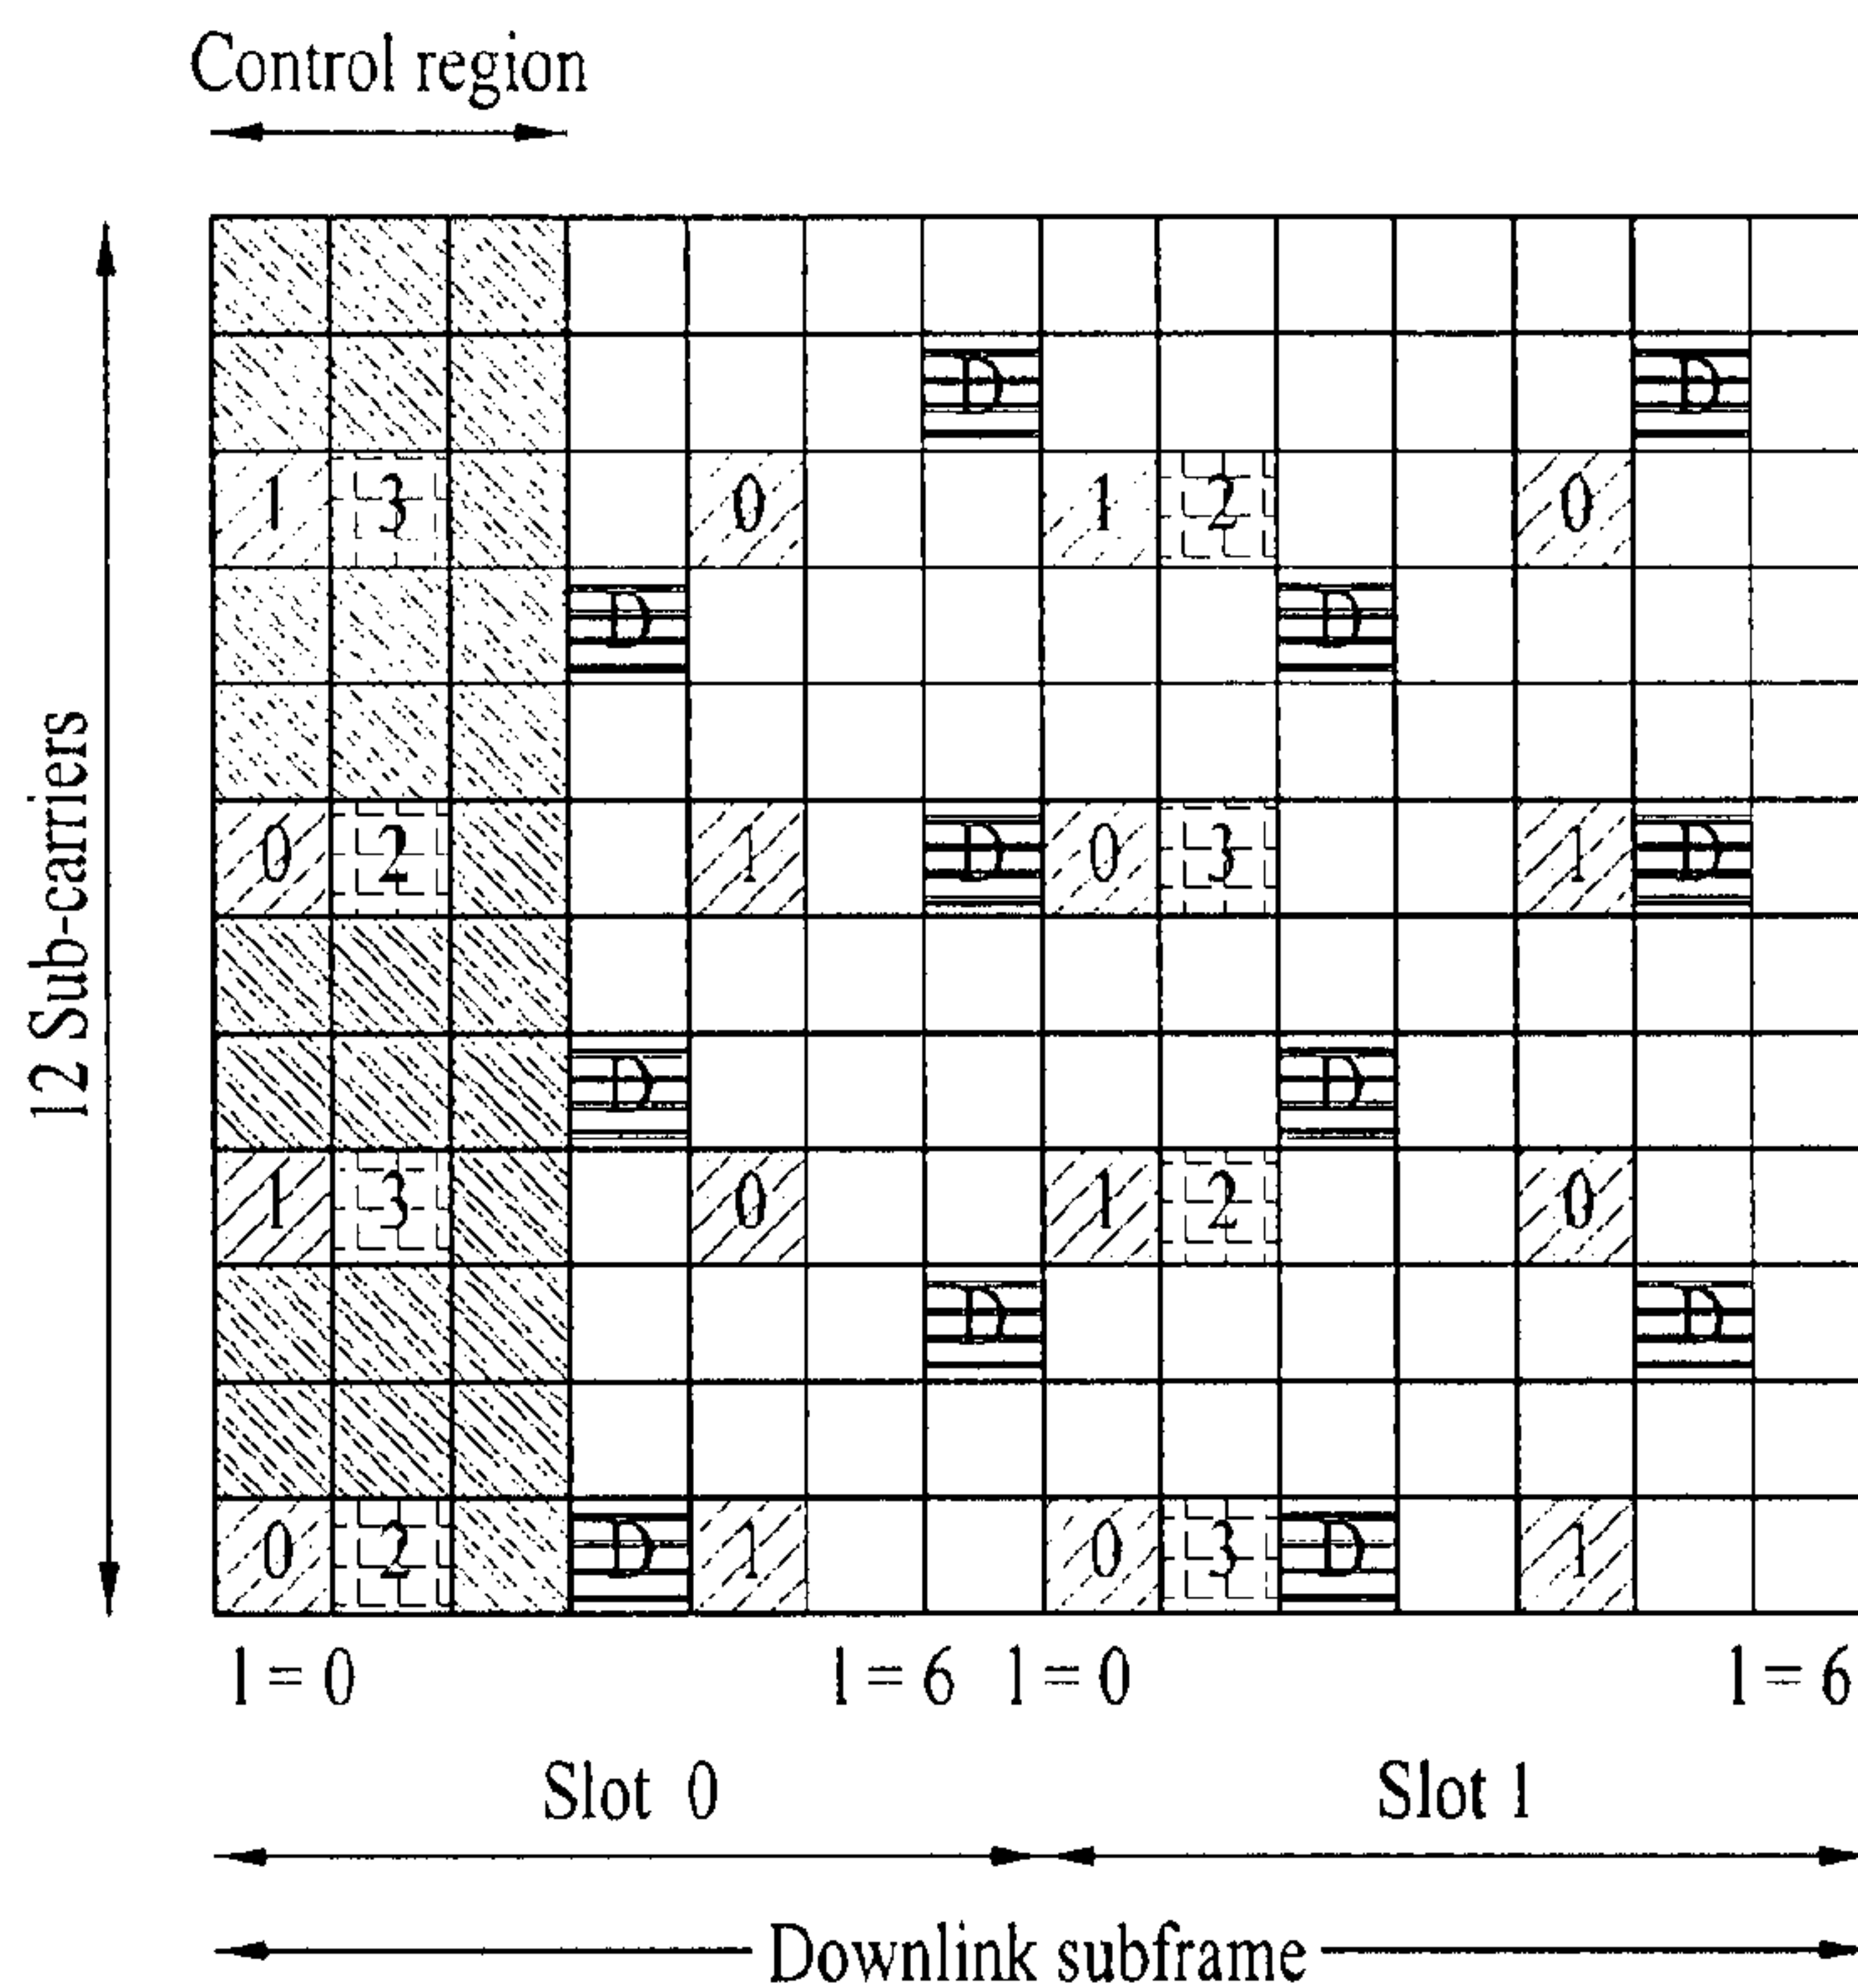 Control region
D D
1 3 0 1 2 0
D D
0 2 1 D 0 3 1 D
12 Sub-carriers
D D
1 3 0 1 2 0
D D
0 2 D 1 0 3 D 1
l = 0 l = 6 l = 0 l = 6
Slot 0 Slot 1
Downlink subframe